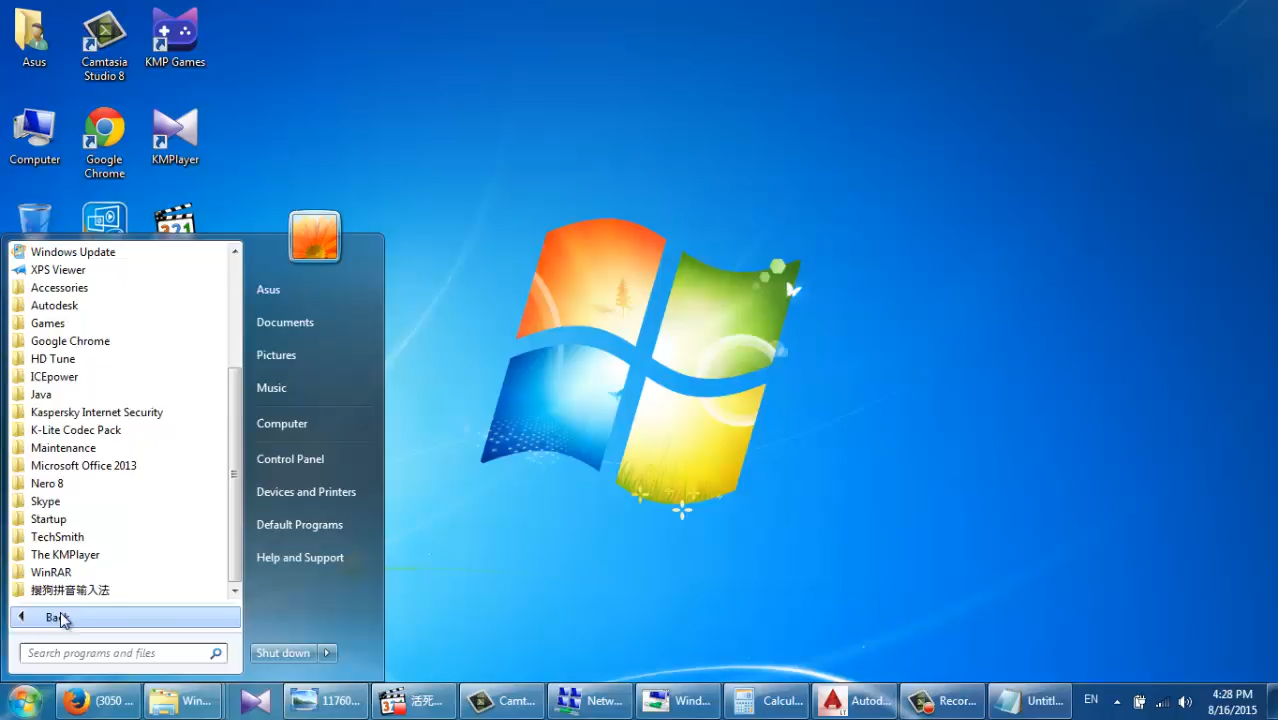 Asus
Camtasia
Studio 8
KMP Games
Computer
Google
Chrome
KMPlayer
321
Windows Update
XPS Viewer
Accessories
Autodesk
Games
Google Chrome
HD Tune
ICEpower
Java
Kaspersky Internet Security
K-Lite Codec Pack
Maintenance
Microsoft Office 2013
Nero 8
Skype
Startup
TechSmith
The KMPlayer
WinRAR
搜狗拼音输入法
Back
Search programs and files
Asus
Documents
Pictures
Music
Computer
Control Panel
Devices and Printers
Default Programs
Help and Support
Shut down
(3050 ...
Win...
11760...
活死...
Camt...
Netw...
Wind...
Calcul...
Autod...
Recor...
Untitl...
EN
4:28 PM
8/16/2015